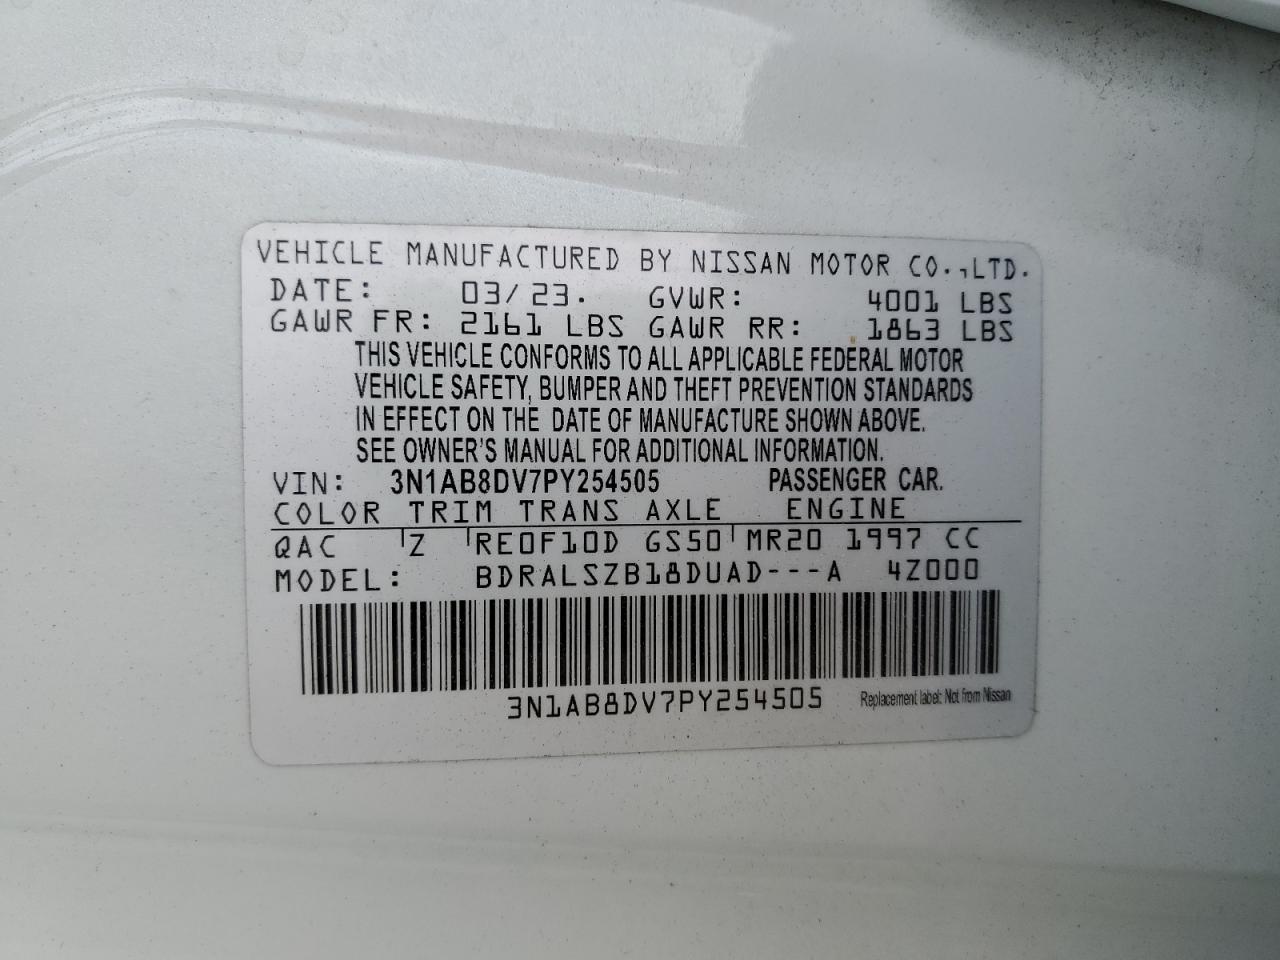 VEHICLE MANUFACTURED BY NISSAN MOTOR CO.,LTD.
DATE: 03/23. GVWR: 4001 LBS
GAWR FR: 2161 LBS GAWR RR: 1863 LBS
THIS VEHICLE CONFORMS TO ALL APPLICABLE FEDERAL MOTOR
VEHICLE SAFETY, BUMPER AND THEFT PREVENTION STANDARDS
IN EFFECT ON THE DATE OF MANUFACTURE SHOWN ABOVE.
SEE OWNER'S MANUAL FOR ADDITIONAL INFORMATION.
VIN: 3N1AB8DV7PY254505 PASSENGER CAR.
COLOR TRIM TRANS AXLE ENGINE
QAC Z RE0F10D GS50 MR20 1997 CC
MODEL: BDRALSZB18DUAD---A 4Z000
3N1AB8DV7PY254505 Replacement label: Not from Nissan